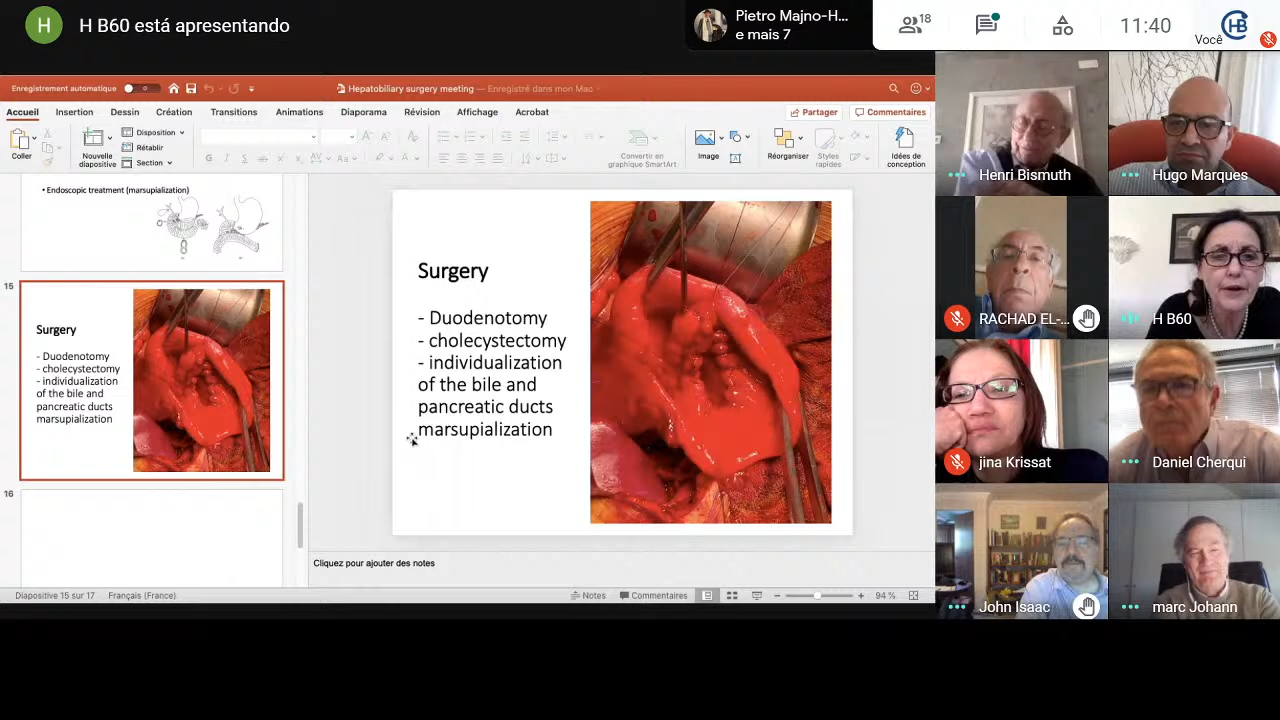 H
H B60 está apresentando
Pietro Majno-H...
e mais 7
18
11:40
Você
Enregistrement automatique
Hepatobiliary surgery meeting — Enregistré dans mon Mac
Accueil Insertion Dessin Création Transitions Animations Diaporama Révision Affichage Acrobat
Partager
Commentaires
Coller
Nouvelle
diapositive
Disposition
Rétablir
Section
G I S
Convertir en
graphique SmartArt
Image
Réorganiser
Styles
rapides
Idées de
conception
• Endoscopic treatment (marsupialization)
15
Surgery
- Duodenotomy
- cholecystectomy
- individualization
of the bile and
pancreatic ducts
marsupialization
16
Surgery
- Duodenotomy
- cholecystectomy
- individualization
of the bile and
pancreatic ducts
marsupialization
Cliquez pour ajouter des notes
Diapositive 15 sur 17 Français (France)
Notes Commentaires 94 %
Henri Bismuth
Hugo Marques
RACHAD EL-...
H B60
jina Krissat
Daniel Cherqui
John Isaac
marc Johann